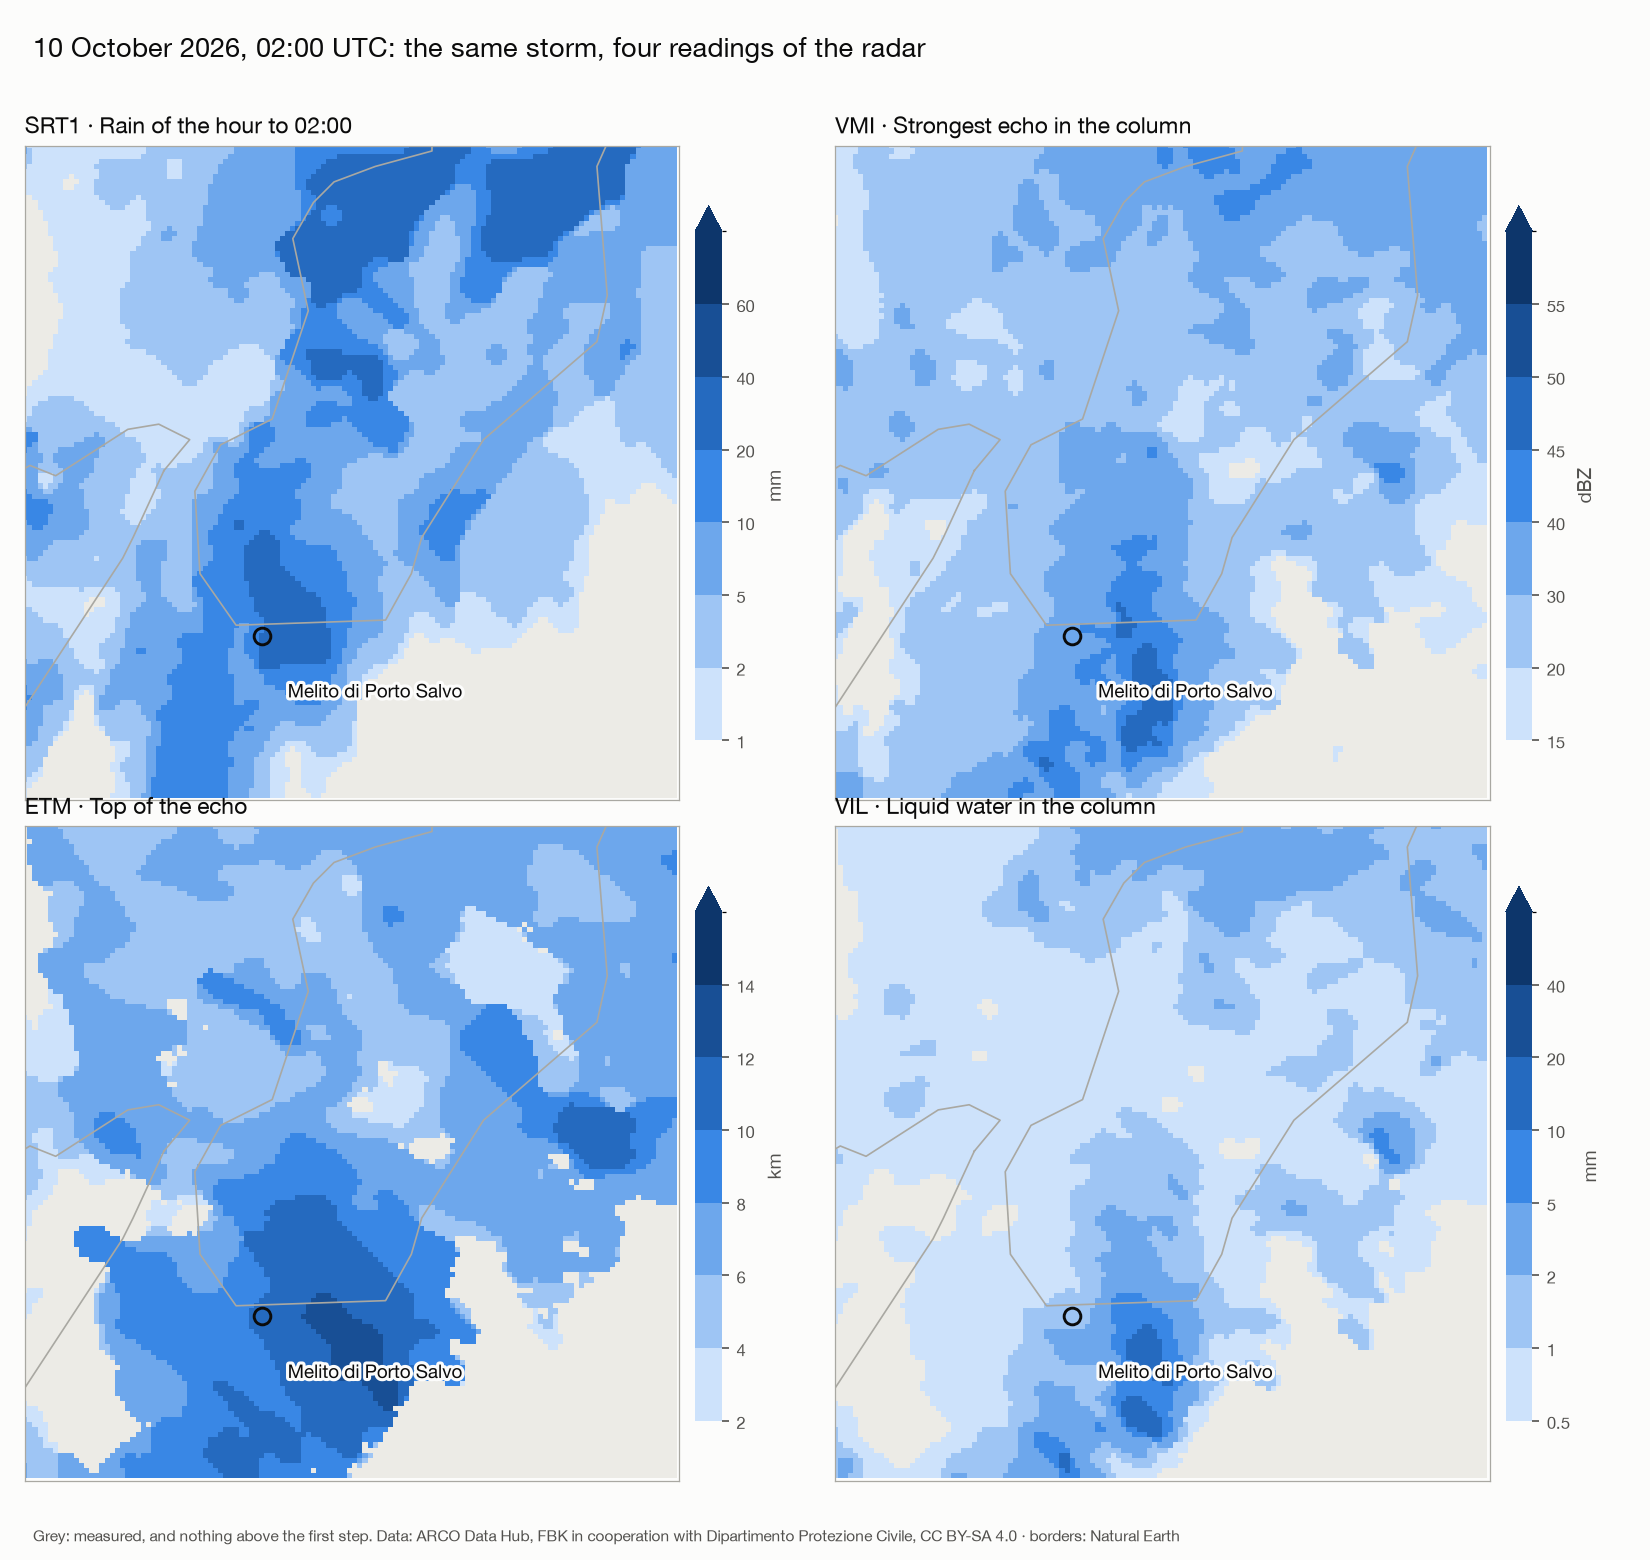 10 October 2026, 02:00 UTC: the same storm, four readings of the radar
SRT1 · Rain of the hour to 02:00
60
40
20
10
5
2
1
mm
Melito di Porto Salvo
VMI · Strongest echo in the column
55
50
45
40
30
20
15
dBZ
Melito di Porto Salvo
ETM · Top of the echo
14
12
10
8
6
4
2
km
Melito di Porto Salvo
VIL · Liquid water in the column
40
20
10
5
2
1
0.5
mm
Melito di Porto Salvo
Grey: measured, and nothing above the first step. Data: ARCO Data Hub, FBK in cooperation with Dipartimento Protezione Civile, CC BY-SA 4.0 · borders: Natural Earth